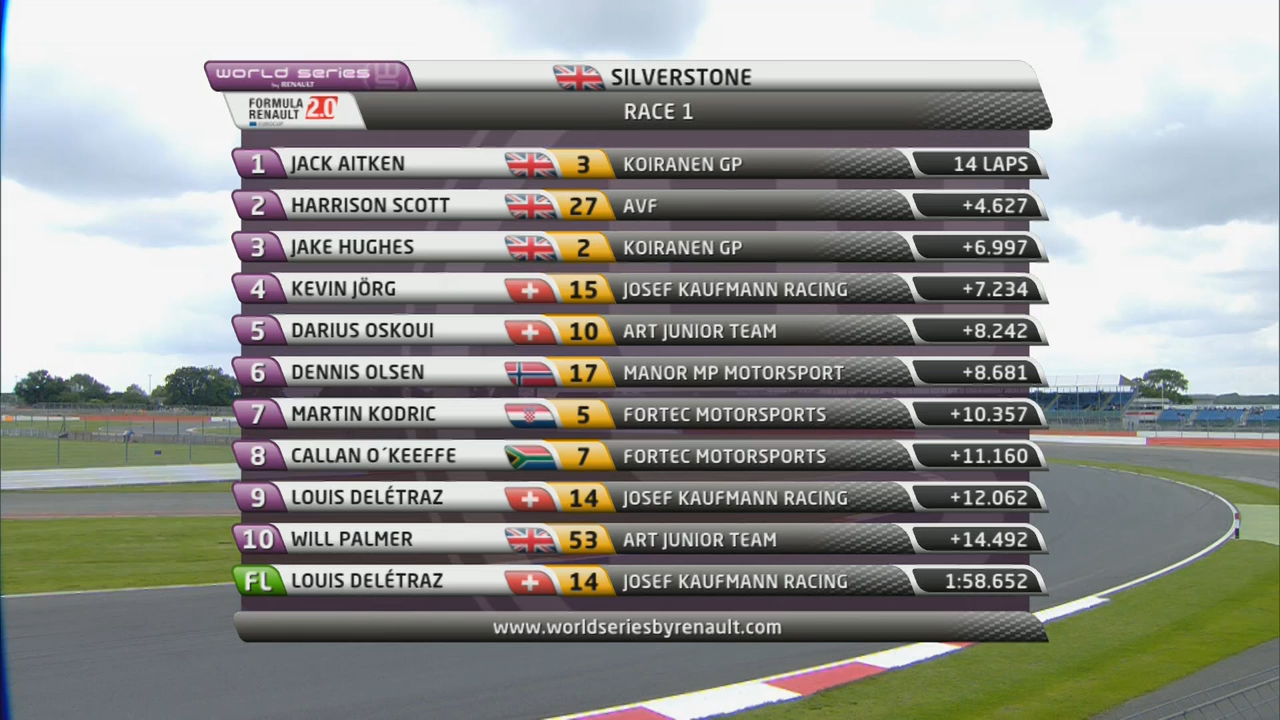 world series
by RENAULT
SILVERSTONE
FORMULA RENAULT 2.0
EUROCUP
RACE 1
1 JACK AITKEN 3 KOIRANEN GP 14 LAPS
2 HARRISON SCOTT 27 AVF +4.627
3 JAKE HUGHES 2 KOIRANEN GP +6.997
4 KEVIN JÖRG 15 JOSEF KAUFMANN RACING +7.234
5 DARIUS OSKOUI 10 ART JUNIOR TEAM +8.242
6 DENNIS OLSEN 17 MANOR MP MOTORSPORT +8.681
7 MARTIN KODRIC 5 FORTEC MOTORSPORTS +10.357
8 CALLAN O´KEEFFE 7 FORTEC MOTORSPORTS +11.160
9 LOUIS DELÉTRAZ 14 JOSEF KAUFMANN RACING +12.062
10 WILL PALMER 53 ART JUNIOR TEAM +14.492
FL LOUIS DELÉTRAZ 14 JOSEF KAUFMANN RACING 1:58.652
www.worldseriesbyrenault.com